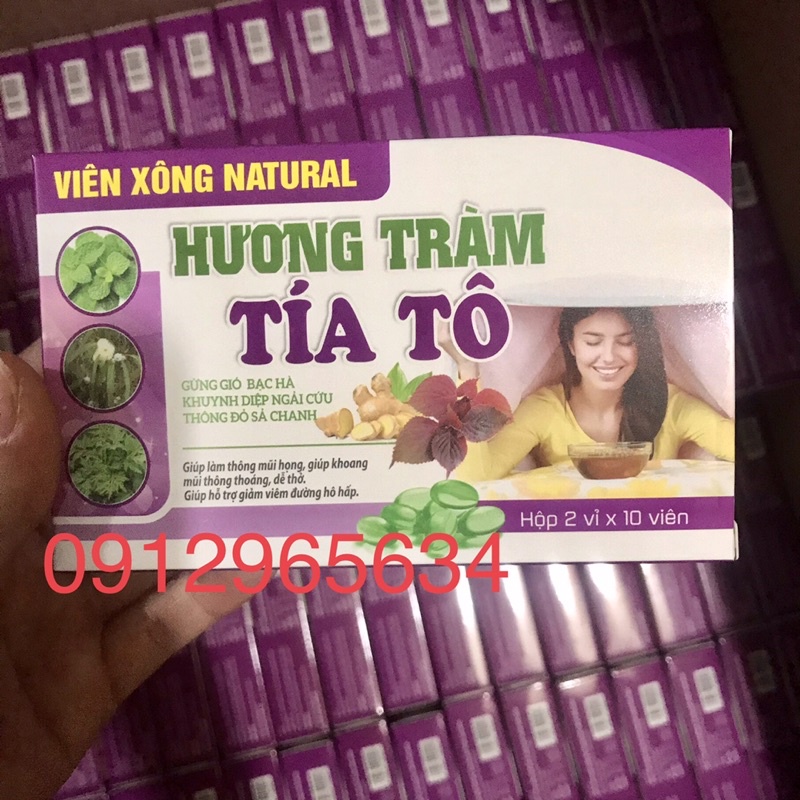 VIÊN XÔNG NATURAL
HƯƠNG TRÀM
TÍA TÔ
GỪNG GIÓ BẠC HÀ
KHUYNH DIỆP NGẢI CỨU
THÔNG ĐỎ SẢ CHANH
Giúp làm thông mũi họng, giúp khoang
mũi thông thoáng, dễ thở.
Giúp hỗ trợ giảm viêm đường hô hấp.
Hộp 2 vỉ x 10 viên
0912965634